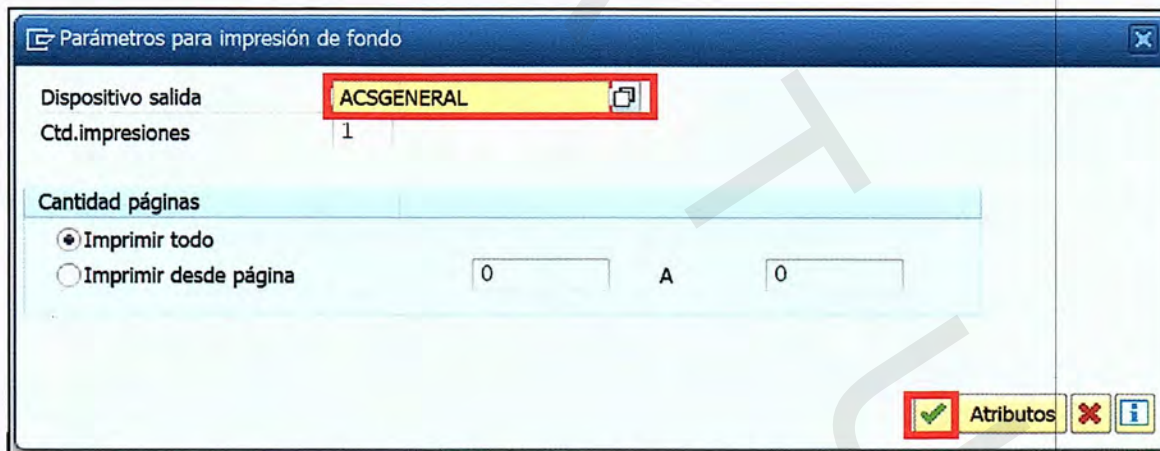 Parámetros para impresión de fondo
Dispositivo salida ACSGENERAL
Ctd.impresiones 1
Cantidad páginas
Imprimir todo
Imprimir desde página 0 A 0
Atributos